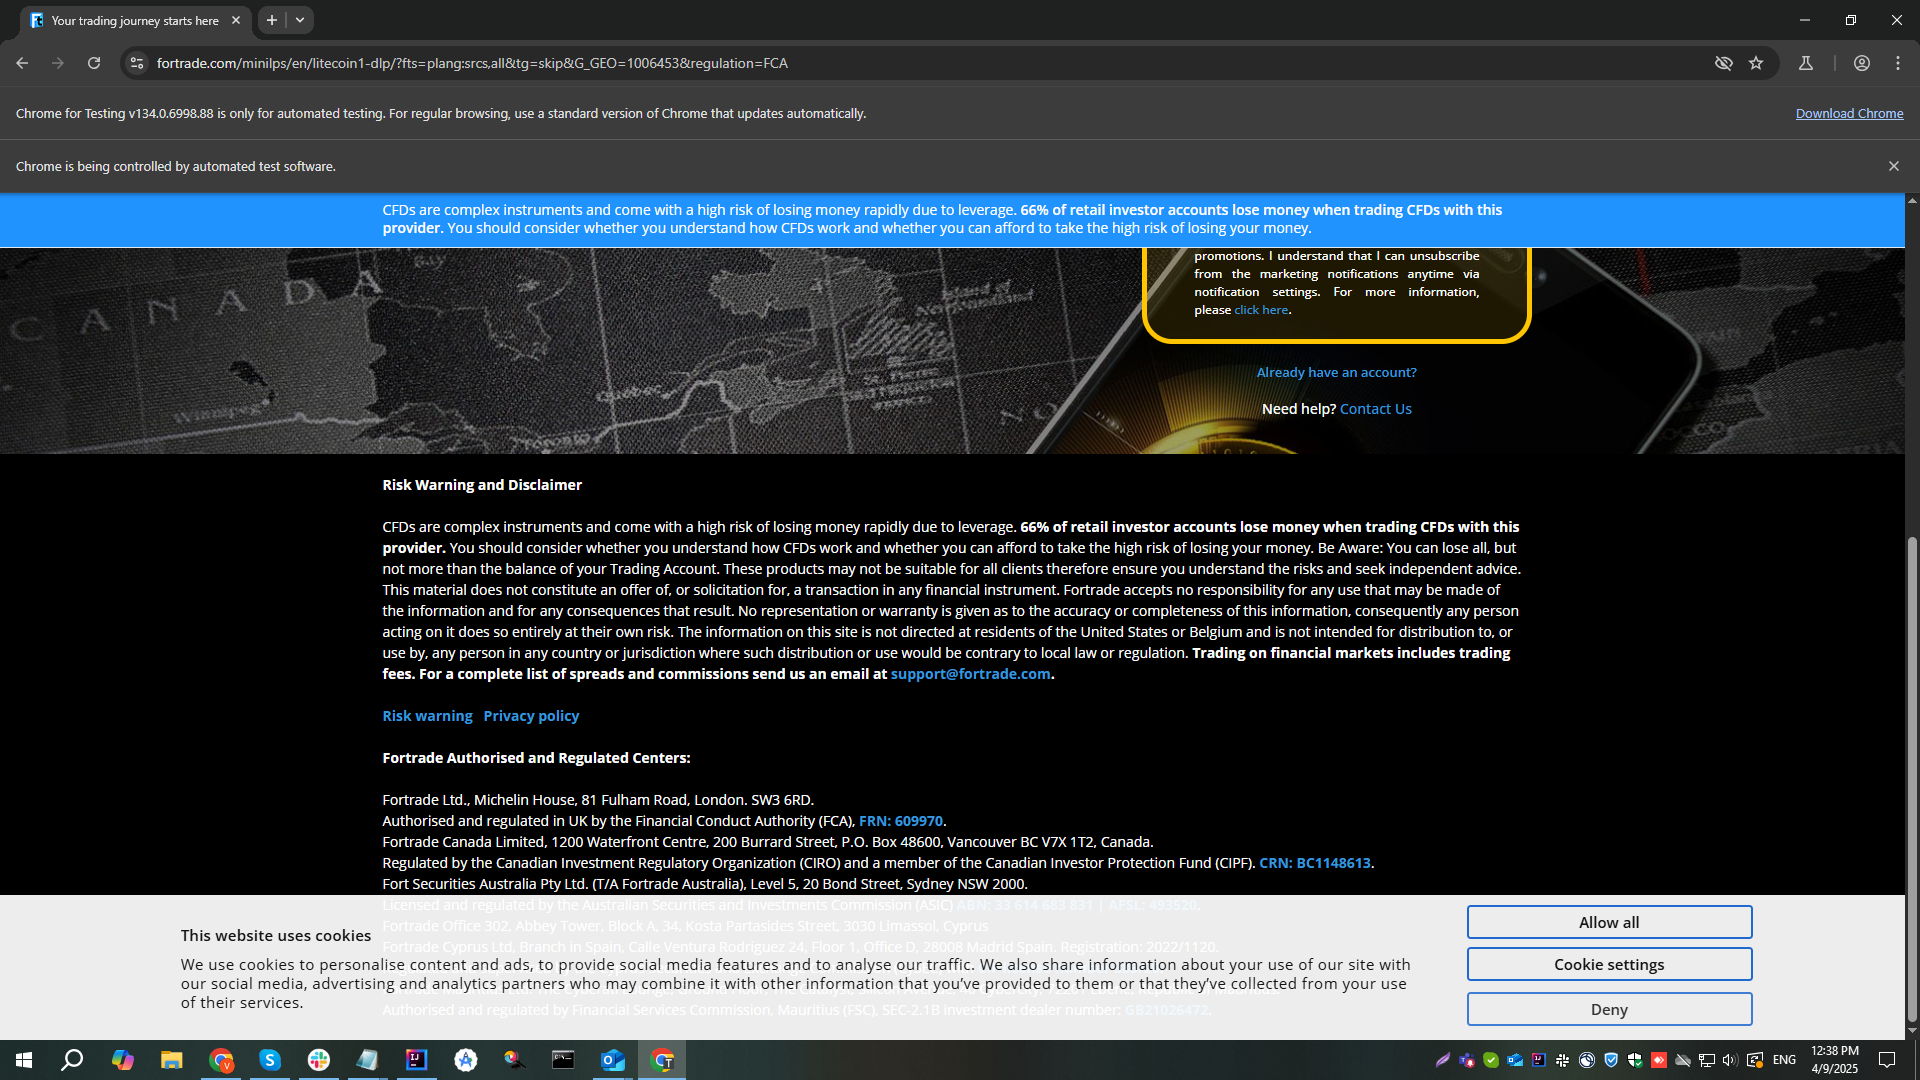 Your trading journey starts here
fortrade.com/minilps/en/litecoin1-dlp/?fts=plang:srcs,all&tg=skip&G_GEO=1006453&regulation=FCA
Chrome for Testing v134.0.6998.88 is only for automated testing. For regular browsing, use a standard version of Chrome that updates automatically.
Download Chrome
Chrome is being controlled by automated test software.
CFDs are complex instruments and come with a high risk of losing money rapidly due to leverage. 66% of retail investor accounts lose money when trading CFDs with this
provider. You should consider whether you understand how CFDs work and whether you can afford to take the high risk of losing your money.
promotions. I understand that I can unsubscribe
from the marketing notifications anytime via
notification settings. For more information,
please click here.
CANADA
Island of
Newfoundland
Québec
St. Pierre
Winnipeg
Toronto
Already have an account?
Need help? Contact Us
Risk Warning and Disclaimer
CFDs are complex instruments and come with a high risk of losing money rapidly due to leverage. 66% of retail investor accounts lose money when trading CFDs with this
provider. You should consider whether you understand how CFDs work and whether you can afford to take the high risk of losing your money. Be Aware: You can lose all, but
not more than the balance of your Trading Account. These products may not be suitable for all clients therefore ensure you understand the risks and seek independent advice.
This material does not constitute an offer of, or solicitation for, a transaction in any financial instrument. Fortrade accepts no responsibility for any use that may be made of
the information and for any consequences that result. No representation or warranty is given as to the accuracy or completeness of this information, consequently any person
acting on it does so entirely at their own risk. The information on this site is not directed at residents of the United States or Belgium and is not intended for distribution to, or
use by, any person in any country or jurisdiction where such distribution or use would be contrary to local law or regulation. Trading on financial markets includes trading
fees. For a complete list of spreads and commissions send us an email at support@fortrade.com.
Risk warning Privacy policy
Fortrade Authorised and Regulated Centers:
Fortrade Ltd., Michelin House, 81 Fulham Road, London. SW3 6RD.
Authorised and regulated in UK by the Financial Conduct Authority (FCA), FRN: 609970.
Fortrade Canada Limited, 1200 Waterfront Centre, 200 Burrard Street, P.O. Box 48600, Vancouver BC V7X 1T2, Canada.
Regulated by the Canadian Investment Regulatory Organization (CIRO) and a member of the Canadian Investor Protection Fund (CIPF). CRN: BC1148613.
Fort Securities Australia Pty Ltd. (T/A Fortrade Australia), Level 5, 20 Bond Street, Sydney NSW 2000.
Licensed and regulated by the Australian Securities and Investments Commission (ASIC) ABN: 33 614 683 831 | AFSL: 493520.
Fortrade Office 302, Abbey Tower, Block A, 34, Kosta Partasides Street, 3030 Limassol, Cyprus
Fortrade Cyprus Ltd, Branch in Spain, Calle Ventura Rodríguez 24, Floor 1, Office D, 28008 Madrid Spain, Registration: 2022/1120.
Authorised and regulated by Financial Services Commission, Mauritius (FSC), SEC-2.1B investment dealer number: GB21026472.
This website uses cookies
We use cookies to personalise content and ads, to provide social media features and to analyse our traffic. We also share information about your use of our site with
our social media, advertising and analytics partners who may combine it with other information that you've provided to them or that they've collected from your use
of their services.
Allow all
Cookie settings
Deny
ENG
12:38 PM
4/9/2025